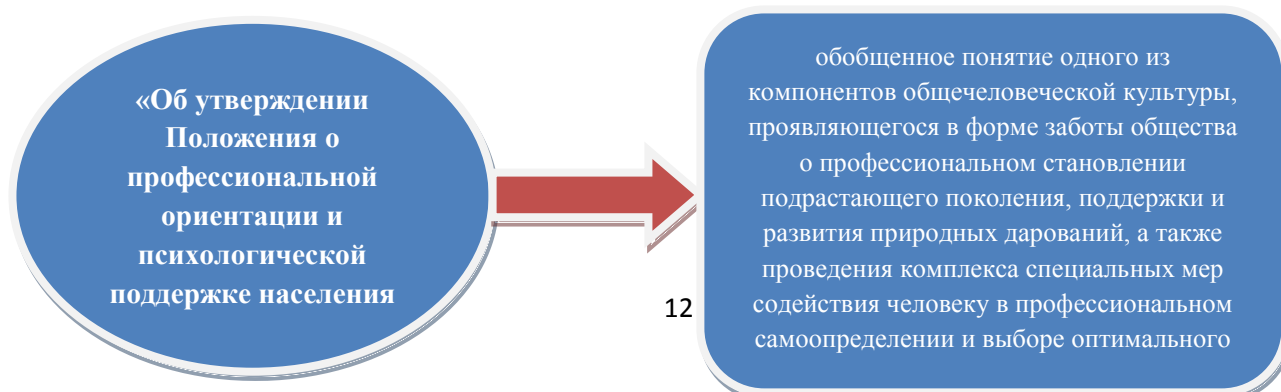 «Об утверждении
Положения о
профессиональной
ориентации и
психологической
поддержке населения
обобщенное понятие одного из
компонентов общечеловеческой культуры,
проявляющегося в форме заботы общества
о профессиональном становлении
подрастающего поколения, поддержки и
развития природных дарований, а также
проведения комплекса специальных мер
содействия человеку в профессиональном
самоопределении и выборе оптимального
12